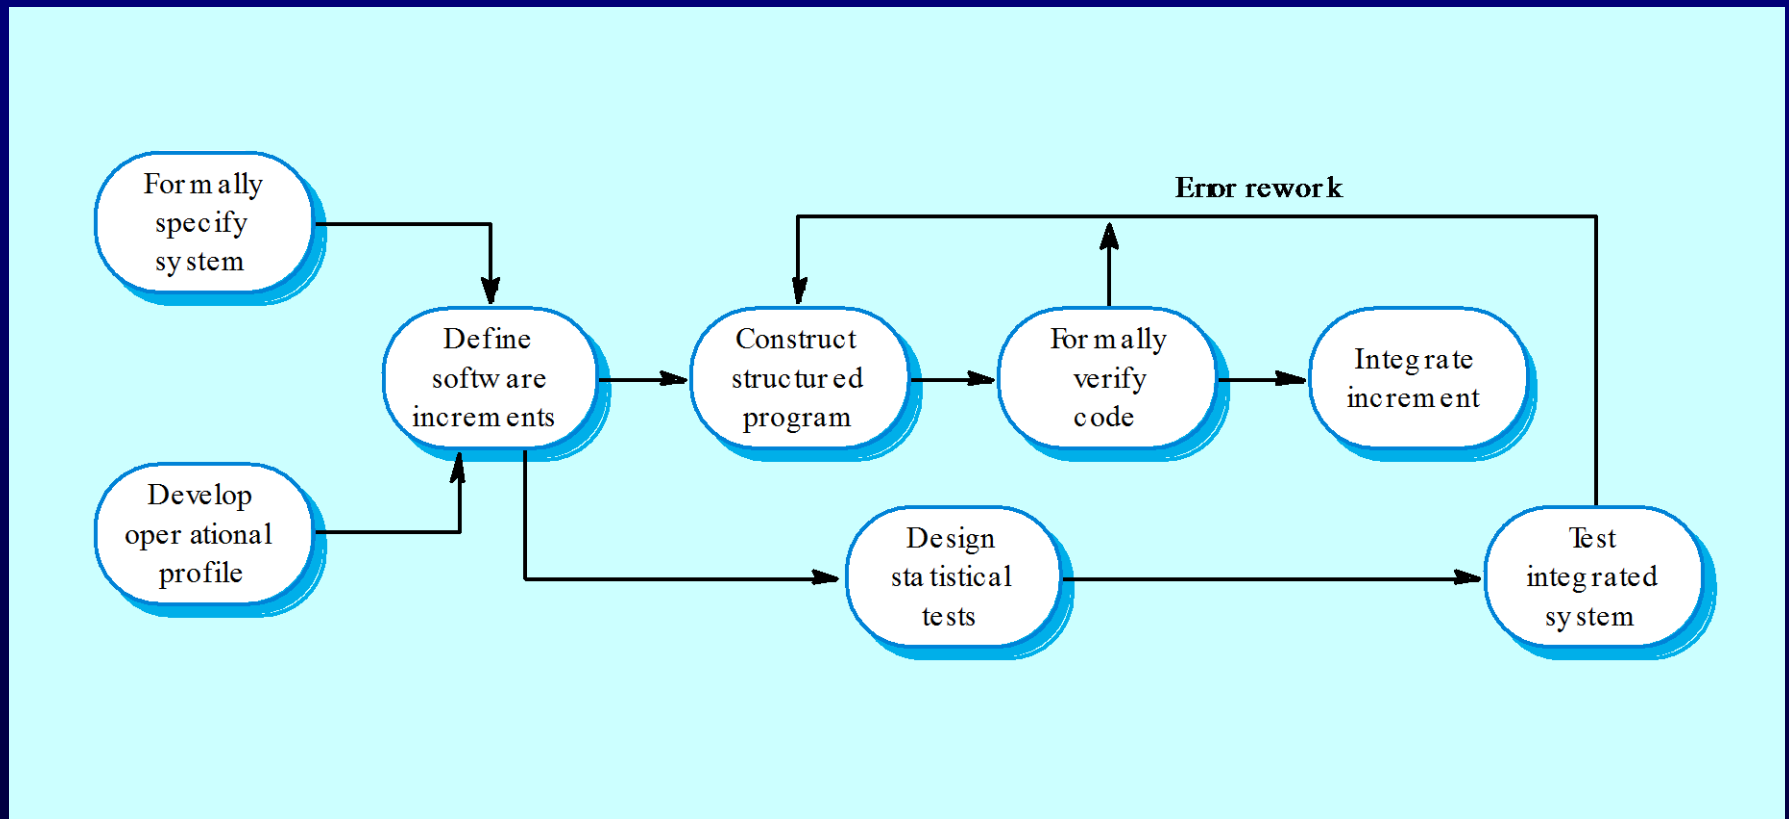 Formally
specify
system
Error rework
Define
software
increments
Construct
structured
program
Formally
verify
code
Integrate
increment
Develop
operational
profile
Design
statistical
tests
Test
integrated
system